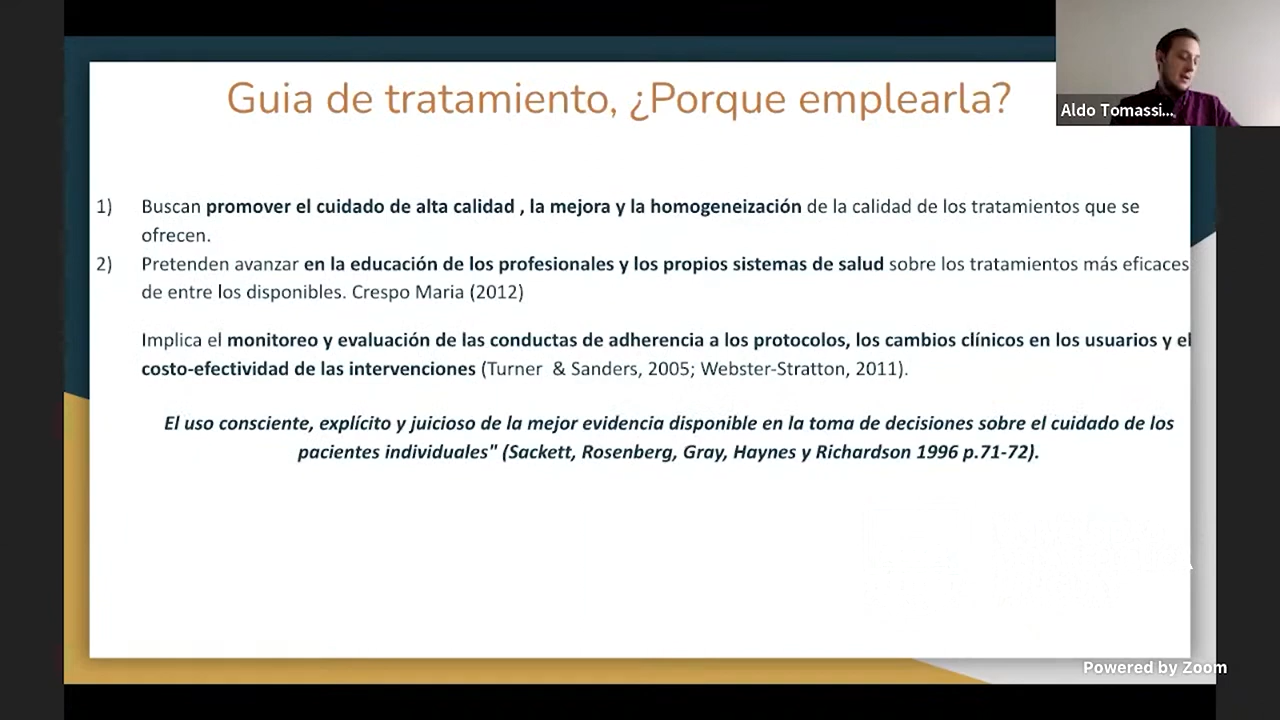 Guia de tratamiento, ¿Porque emplearla?
Aldo Tomassi...
1) Buscan promover el cuidado de alta calidad , la mejora y la homogeneización de la calidad de los tratamientos que se
ofrecen.
2) Pretenden avanzar en la educación de los profesionales y los propios sistemas de salud sobre los tratamientos más eficaces
de entre los disponibles. Crespo Maria (2012)
Implica el monitoreo y evaluación de las conductas de adherencia a los protocolos, los cambios clínicos en los usuarios y el
costo-efectividad de las intervenciones (Turner & Sanders, 2005; Webster-Stratton, 2011).
El uso consciente, explícito y juicioso de la mejor evidencia disponible en la toma de decisiones sobre el cuidado de los
pacientes individuales" (Sackett, Rosenberg, Gray, Haynes y Richardson 1996 p.71-72).
Powered by Zoom